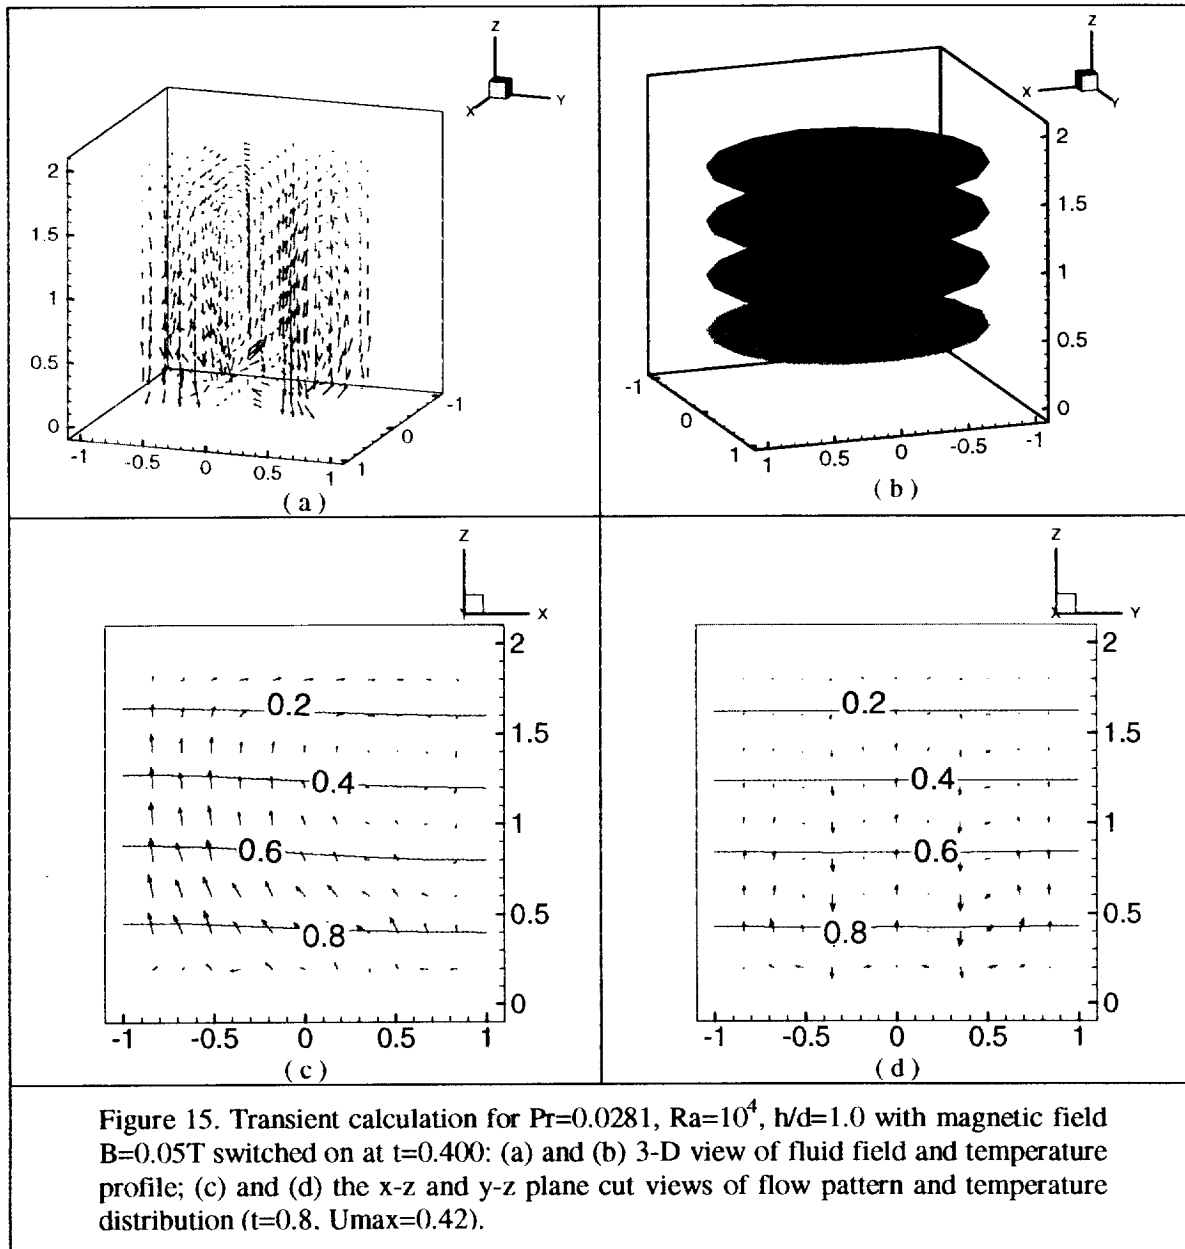 Z
X
Y
2
1.5
1
0.5
0
-1
-0.5
0
0.5
1
1
0
-1
(a)
Z
X
Y
2
1.5
1
0.5
0
-1
0
1
1
0.5
0
-0.5
-1
(b)
Z
X
2
0.2
1.5
0.4
1
0.6
0.5
0.8
0
-1
-0.5
0
0.5
1
(c)
Z
X
Y
2
0.2
1.5
0.4
1
0.6
0.5
0.8
0
-1
-0.5
0
0.5
1
(d)
Figure 15. Transient calculation for Pr=0.0281, Ra=10⁴, h/d=1.0 with magnetic field
B=0.05T switched on at t=0.400: (a) and (b) 3-D view of fluid field and temperature
profile; (c) and (d) the x-z and y-z plane cut views of flow pattern and temperature
distribution (t=0.8. Umax=0.42).